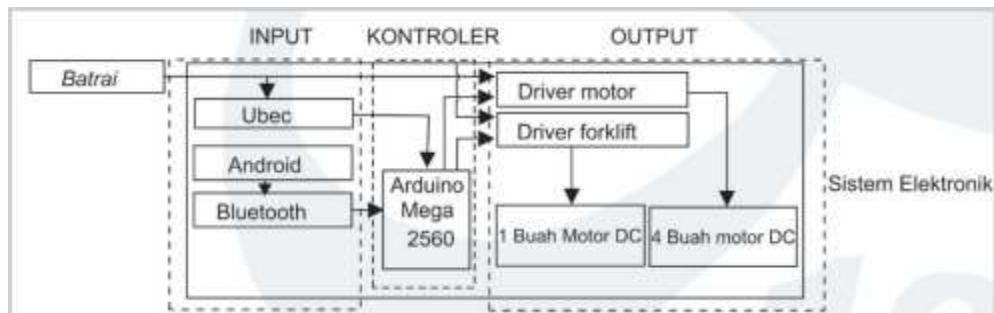 INPUT
KONTROLER
OUTPUT
Batrai
Ubec
Android
Bluetooth
Arduino
Mega
2560
Driver motor
Driver forklift
1 Buah Motor DC
4 Buah motor DC
Sistem Elektronik